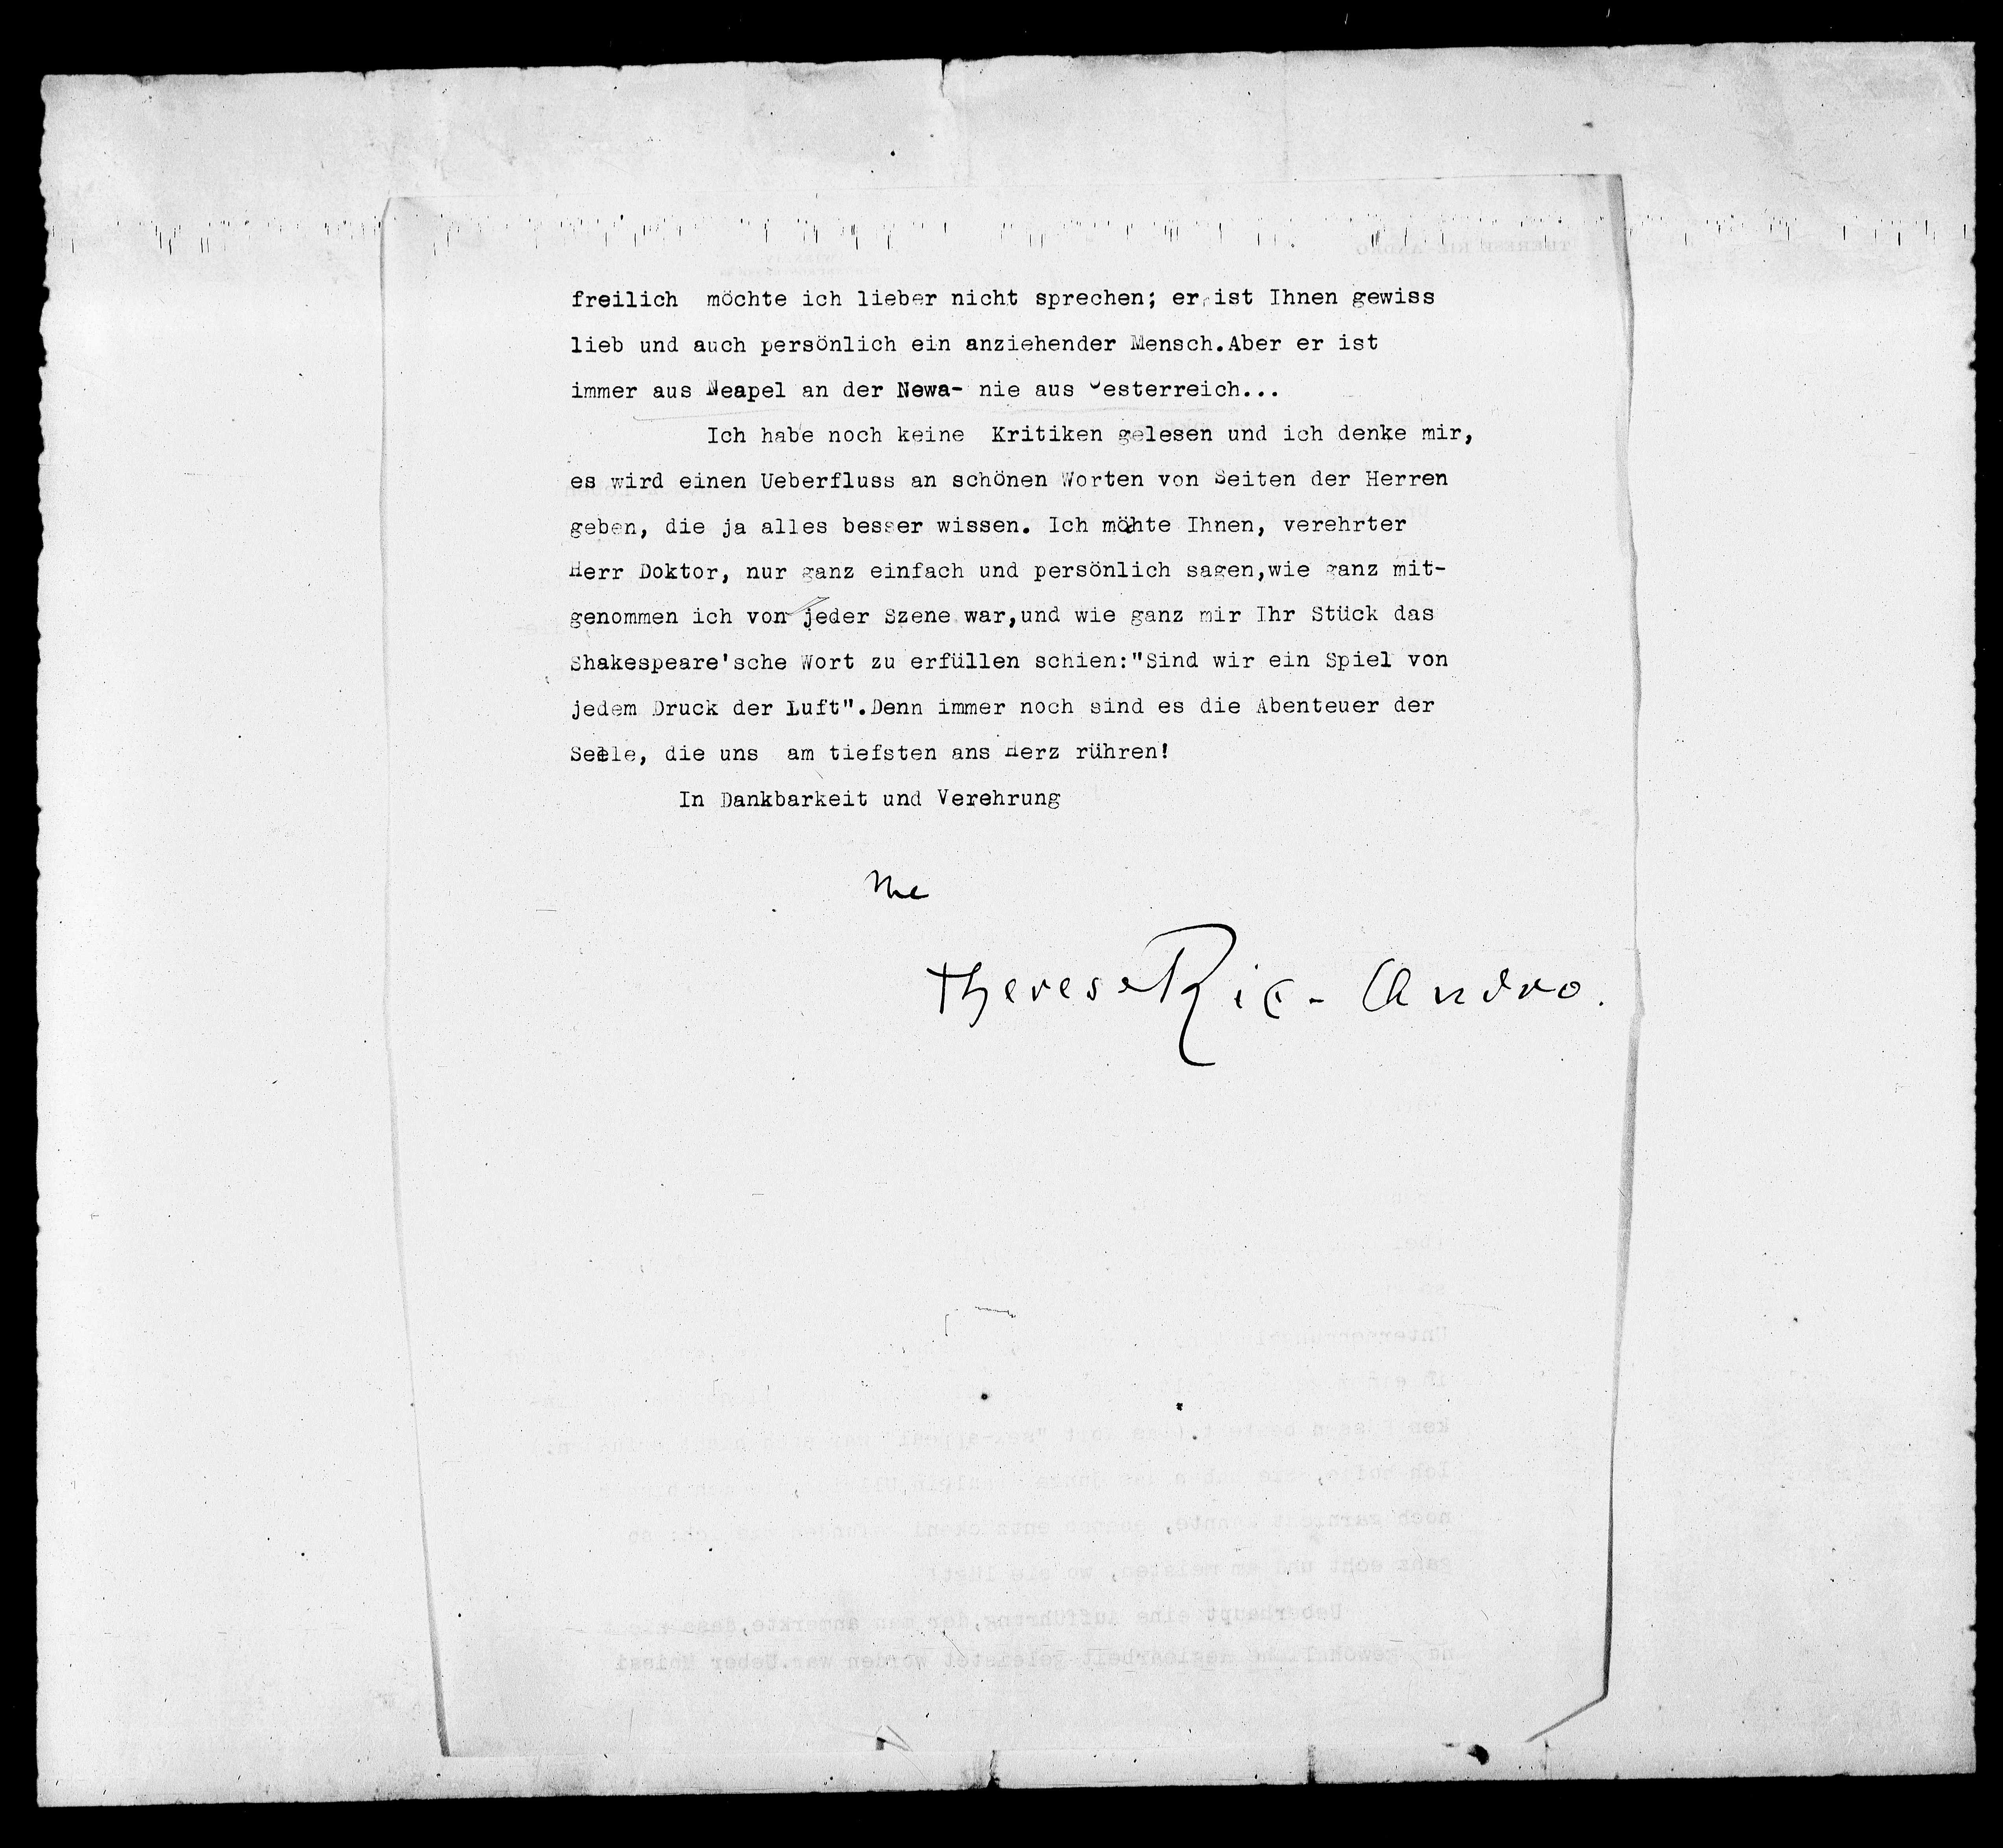 freilich möchte ich lieber nicht sprechen; er ist Ihnen gewiss
lieb und auch persönlich ein anziehender Mensch.Aber er ist
immer aus Neapel an der Newa- nie aus Oesterreich...
Ich habe noch keine Kritiken gelesen und ich denke mir,
es wird einen Ueberfluss an schönen Worten von Seiten der Herren
geben, die ja alles besser wissen. Ich möhte Ihnen, verehrter
Herr Doktor, nur ganz einfach und persönlich sagen,wie ganz mit-
genommen ich von jeder Szene war,und wie ganz mir Ihr Stück das
Shakespeare'sche Wort zu erfüllen schien:"Sind wir ein Spiel von
jedem Druck der Luft".Denn immer noch sind es die Abenteuer der
Seele, die uns am tiefsten ans Herz rühren!
In Dankbarkeit und Verehrung
Ihre
Therese Rie-Andro.